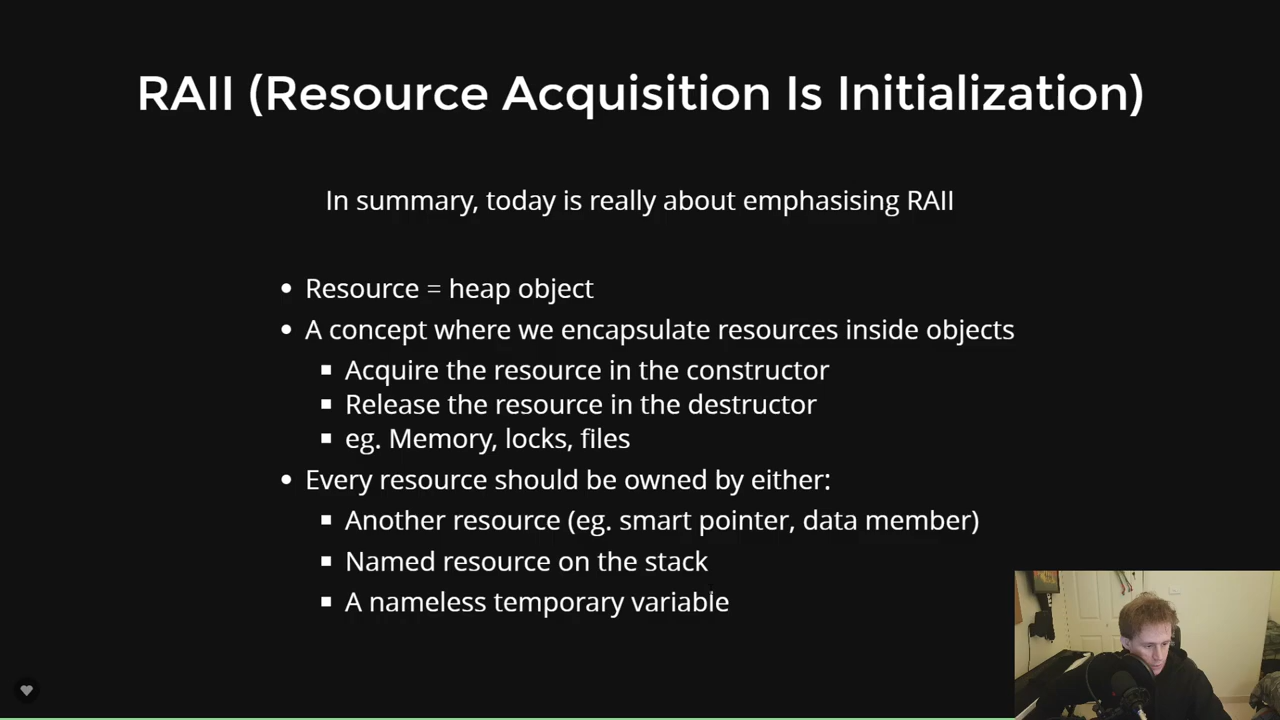 RAII (Resource Acquisition Is Initialization)
In summary, today is really about emphasising RAII
Resource = heap object
A concept where we encapsulate resources inside objects
Acquire the resource in the constructor
Release the resource in the destructor
eg. Memory, locks, files
Every resource should be owned by either:
Another resource (eg. smart pointer, data member)
Named resource on the stack
A nameless temporary variable